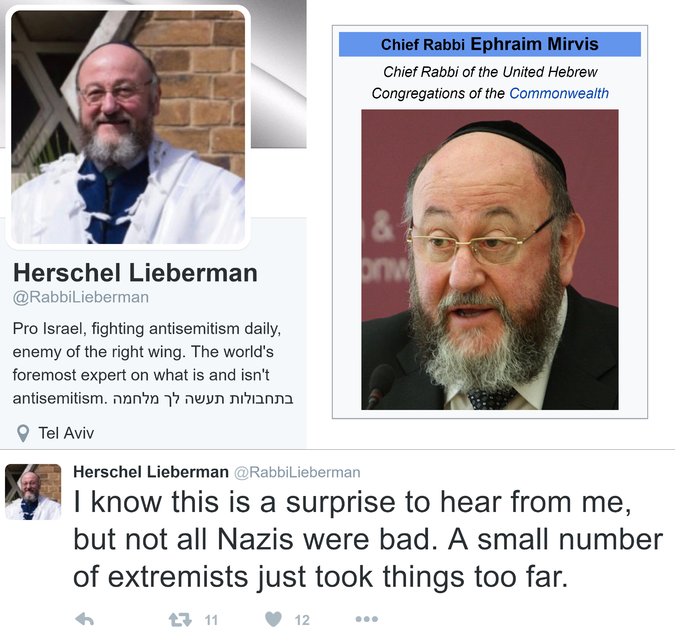 Herschel Lieberman
@RabbiLieberman
Pro Israel, fighting antisemitism daily,
enemy of the right wing. The world's
foremost expert on what is and isn't
antisemitism. בתחבולות תעשה לך מלחמה
Tel Aviv
Chief Rabbi Ephraim Mirvis
Chief Rabbi of the United Hebrew
Congregations of the Commonwealth
&
onw
Herschel Lieberman @RabbiLieberman
I know this is a surprise to hear from me,
but not all Nazis were bad. A small number
of extremists just took things too far.
11 12